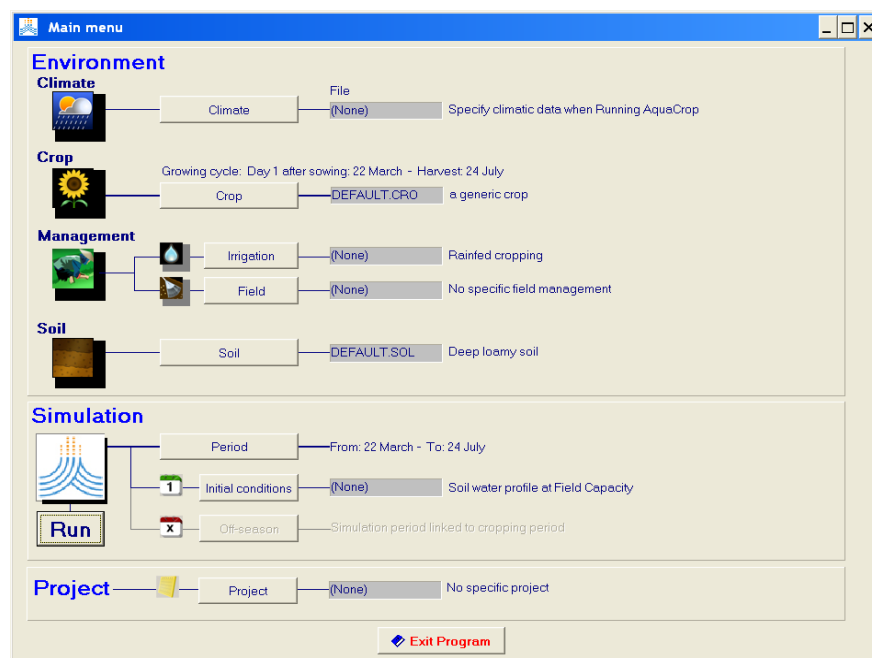 Main menu
Environment
Climate
File
Climate
(None)
Specify climatic data when Running AquaCrop
Crop
Growing cycle: Day 1 after sowing: 22 March - Harvest: 24 July
Crop
DEFAULT.CRO
a generic crop
Management
Irrigation
(None)
Rainfed cropping
Field
(None)
No specific field management
Soil
Soil
DEFAULT.SOL
Deep loamy soil
Simulation
Period
From: 22 March - To: 24 July
1
Initial conditions
(None)
Soil water profile at Field Capacity
Run
x
Off-season
Simulation period linked to cropping period
Project
Project
(None)
No specific project
Exit Program